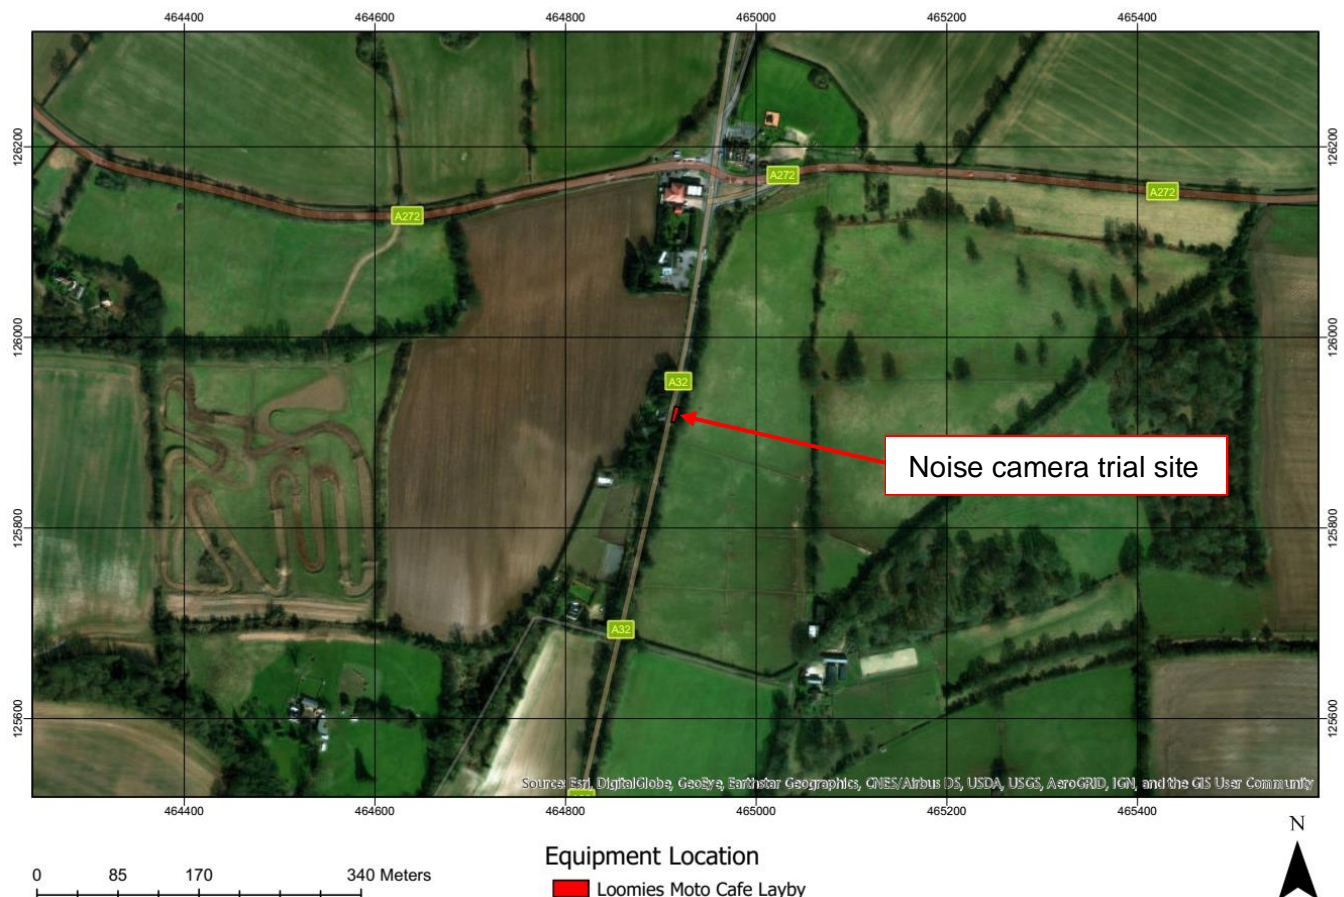 464400 464600 464800 465000 465200 465400
126200 126200
A272
A272
A272
126000 126000
A32
Noise camera trial site
125800 125800
A32
125600 125600
Source: Esri, DigitalGlobe, GeoEye, Earthstar Geographics, CNES/Airbus DS, USDA, USGS, AeroGRID, IGN, and the GIS User Community
464400 464600 464800 465000 465200 465400
N
Equipment Location
0 85 170 340 Meters
Loomies Moto Cafe Layby